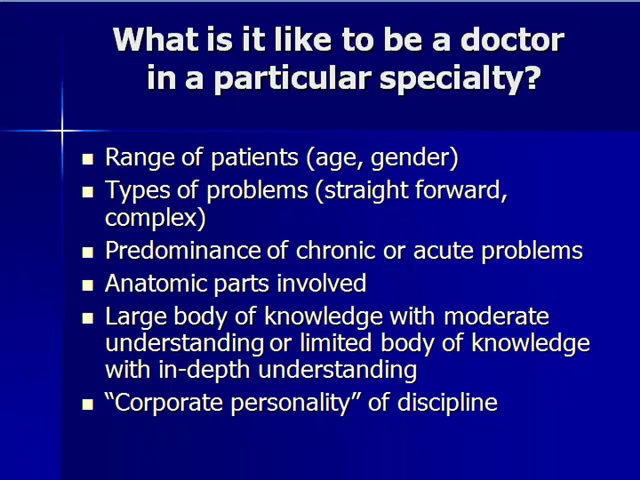 What is it like to be a doctor
in a particular specialty?
Range of patients (age, gender)
Types of problems (straight forward,
complex)
Predominance of chronic or acute problems
Anatomic parts involved
Large body of knowledge with moderate
understanding or limited body of knowledge
with in-depth understanding
“Corporate personality” of discipline